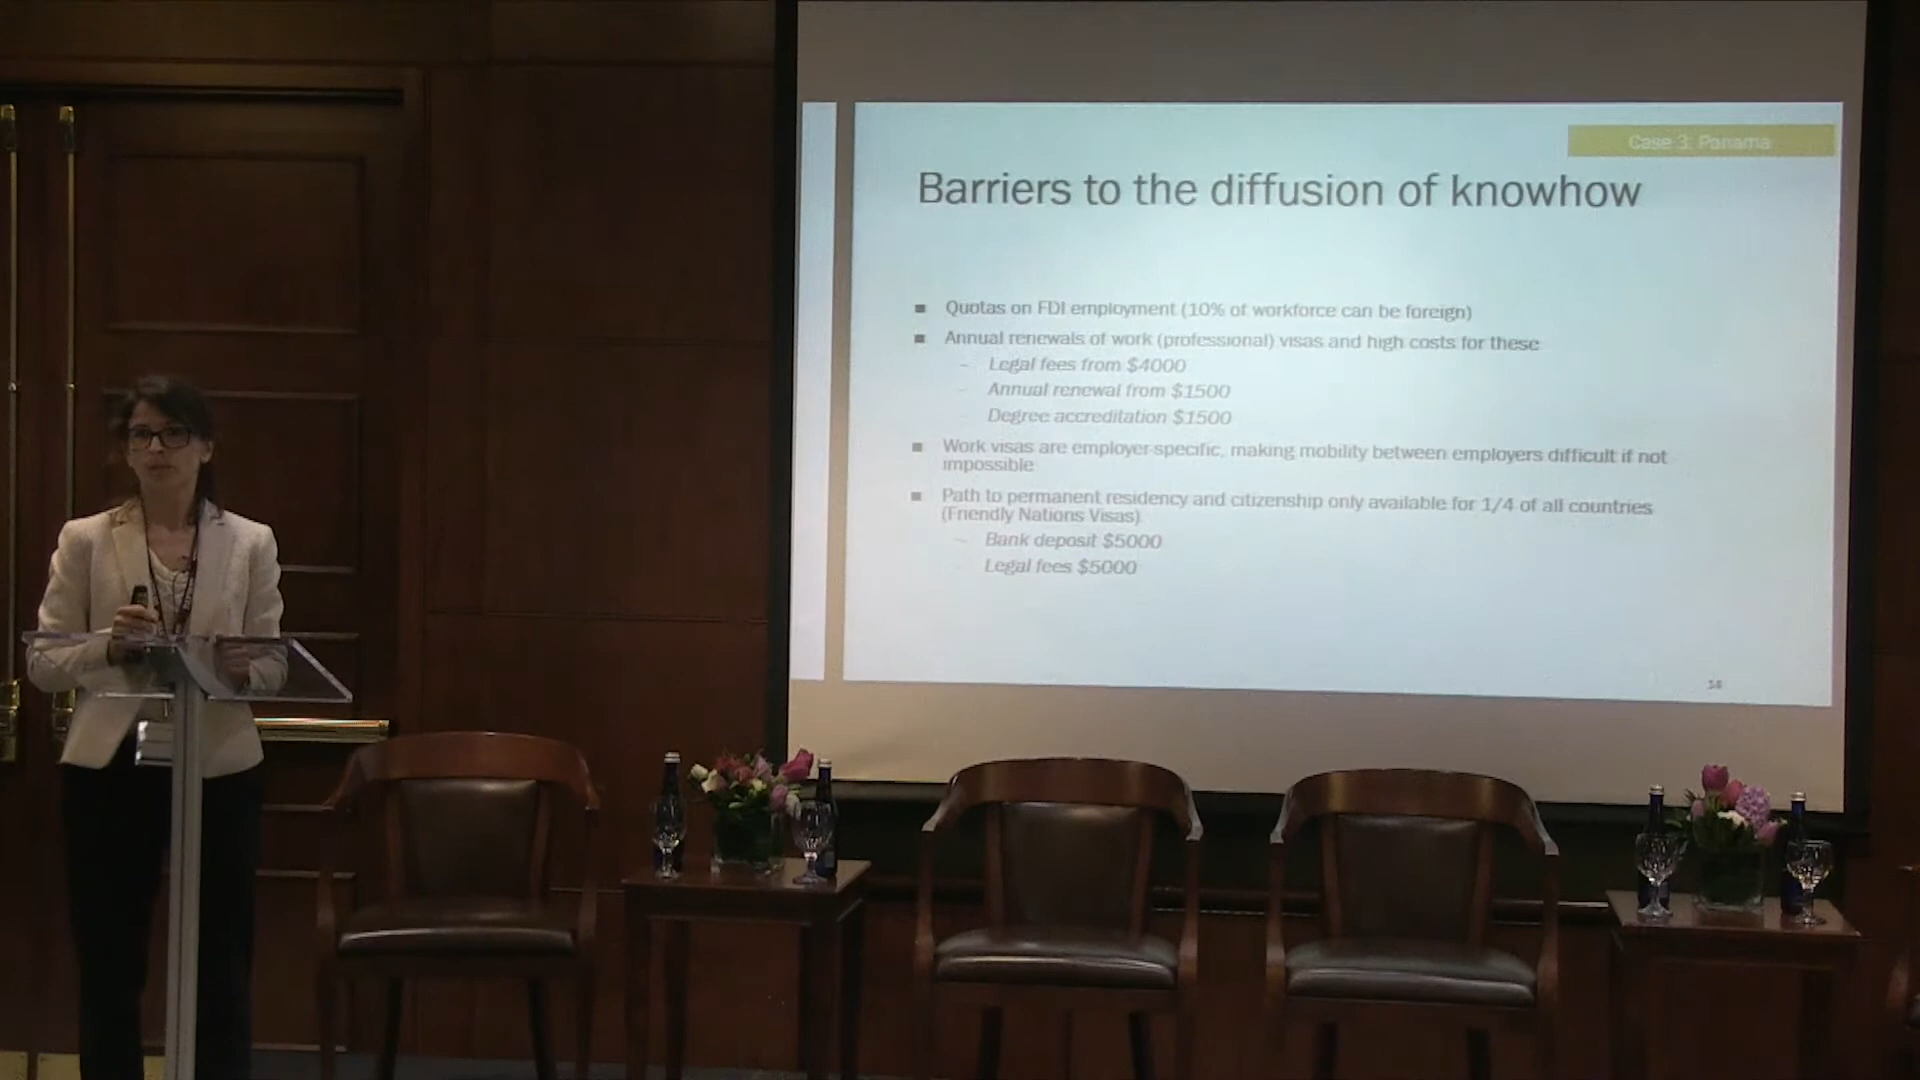 Case 3: Panama
Barriers to the diffusion of knowhow
Quotas on FDI employment (10% of workforce can be foreign)
Annual renewals of work (professional) visas and high costs for these
– Legal fees from $4000
– Annual renewal from $1500
Degree accreditation $1500
Work visas are employer-specific, making mobility between employers difficult if not
impossible
Path to permanent residency and citizenship only available for 1/4 of all countries
(Friendly Nations Visas)
– Bank deposit $5000
Legal fees $5000